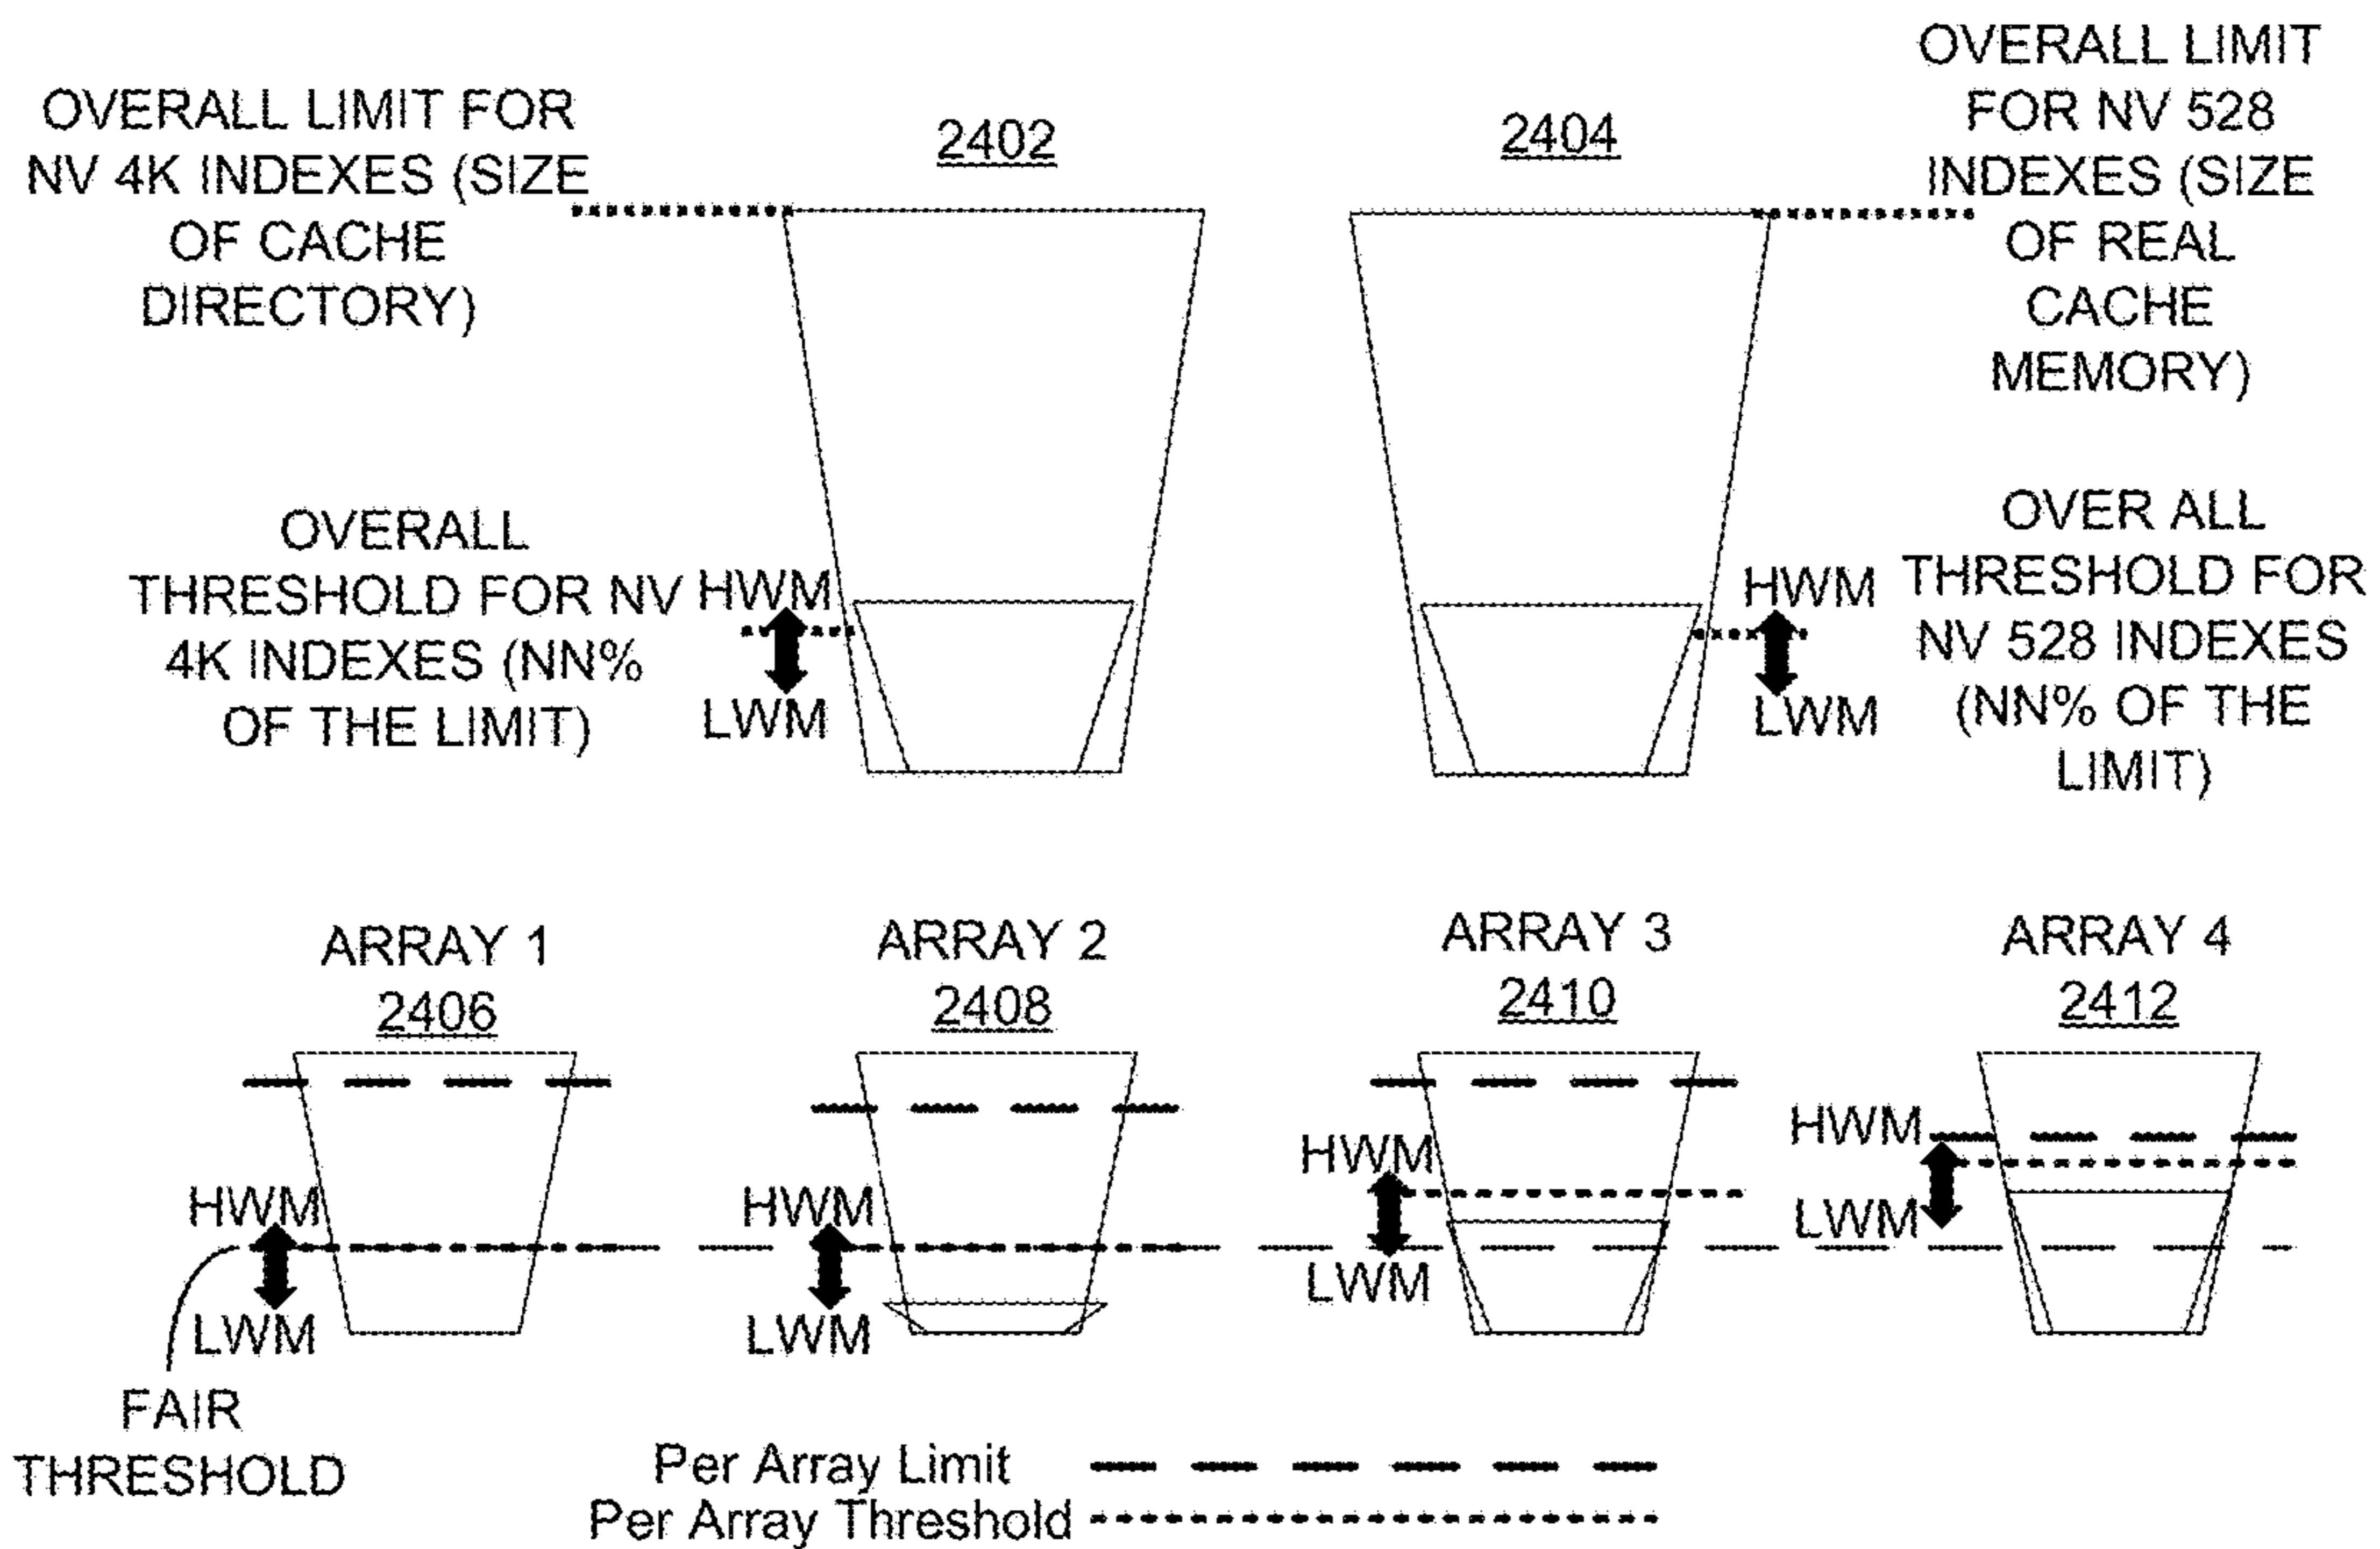 OVERALL LIMIT FOR
NV 4K INDEXES (SIZE
OF CACHE
DIRECTORY)
2402
2404
OVERALL LIMIT
FOR NV 528
INDEXES (SIZE
OF REAL
CACHE
MEMORY)
OVERALL
THRESHOLD FOR NV
4K INDEXES (NN%
OF THE LIMIT)
HWM
LWM
HWM
LWM
OVER ALL
THRESHOLD FOR
NV 528 INDEXES
(NN% OF THE
LIMIT)
ARRAY 1
2406
ARRAY 2
2408
ARRAY 3
2410
ARRAY 4
2412
HWM
LWM
HWM
LWM
HWM
LWM
HWM
LWM
FAIR
THRESHOLD
Per Array Limit
Per Array Threshold